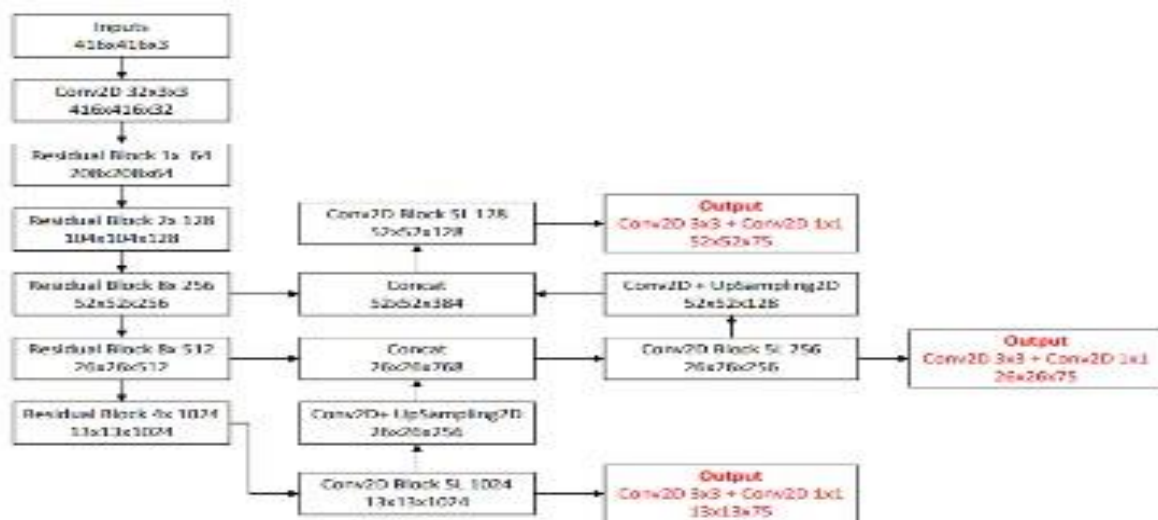 Inputs
416x416x3
Conv2D 32x3x3
416x416x32
Residual Block 1x 64
208x208x64
Residual Block 2x 128
104x104x128
Residual Block 8x 256
52x52x256
Residual Block 8x 512
26x26x512
Residual Block 4x 1024
13x13x1024
Conv2D Block 5L 128
52x52x128
Concat
52x52x384
Concat
26x26x768
Conv2D+ UpSampling2D
26x26x256
Conv2D Block 5L 1024
13x13x1024
Output
Conv2D 3x3 + Conv2D 1x1
52x52x75
Conv2D + UpSampling2D
52x52x128
Conv2D Block 5L 256
26x26x256
Output
Conv2D 3x3 + Conv2D 1x1
13x13x75
Output
Conv2D 3x3 + Conv2D 1x1
26x26x75